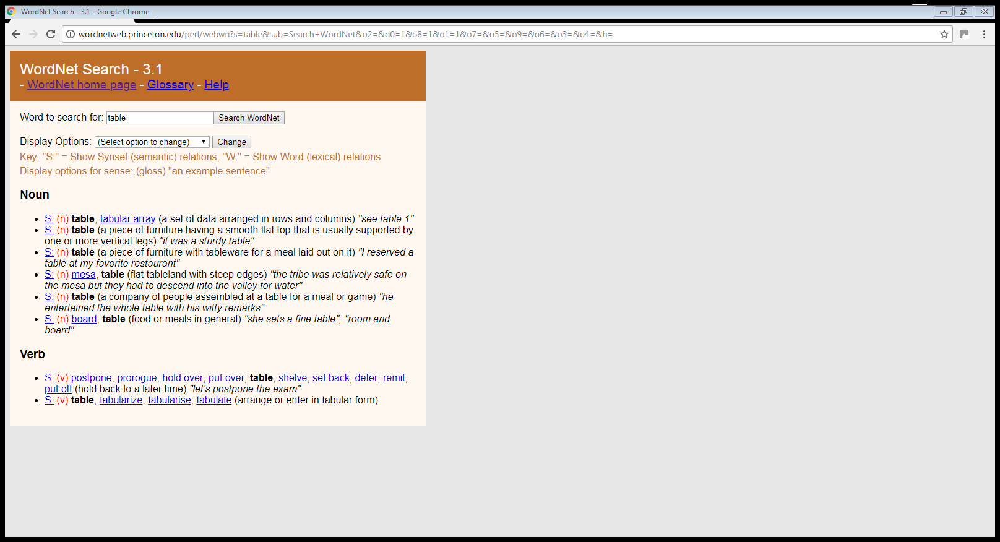 WordNet Search - 3.1 - Google Chrome
wordnetweb.princeton.edu/perl/webwn?s=table&sub=Search+WordNet&o2=&o0=1&o8=1&o1=1&o7=&o5=&o9=&o6=&o3=&o4=&h=
WordNet Search - 3.1
- WordNet home page - Glossary - Help
Word to search for: table Search WordNet
Display Options: (Select option to change) Change
Key: "S:" = Show Synset (semantic) relations, "W:" = Show Word (lexical) relations
Display options for sense: (gloss) "an example sentence"
Noun
• S: (n) table, tabular array (a set of data arranged in rows and columns) "see table 1"
• S: (n) table (a piece of furniture having a smooth flat top that is usually supported by
one or more vertical legs) "it was a sturdy table"
• S: (n) table (a piece of furniture with tableware for a meal laid out on it) "I reserved a
table at my favorite restaurant"
• S: (n) mesa, table (flat tableland with steep edges) "the tribe was relatively safe on
the mesa but they had to descend into the valley for water"
• S: (n) table (a company of people assembled at a table for a meal or game) "he
entertained the whole table with his witty remarks"
• S: (n) board, table (food or meals in general) "she sets a fine table"; "room and
board"
Verb
• S: (v) postpone, prorogue, hold over, put over, table, shelve, set back, defer, remit,
put off (hold back to a later time) "let's postpone the exam"
• S: (v) table, tabularize, tabularise, tabulate (arrange or enter in tabular form)